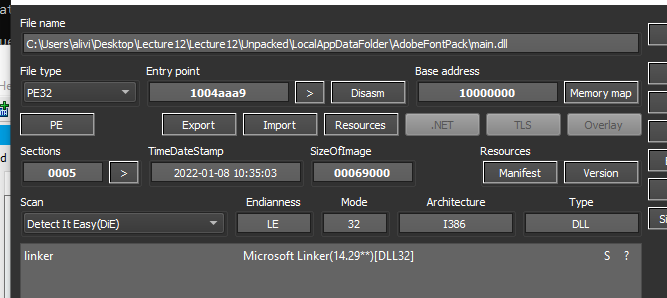 File name
C:\Users\alivi\Desktop\Lecture12\Lecture12\Unpacked\LocalAppDataFolder\AdobeFontPack\main.dll
File type Entry point Base address
PE32 1004aaa9 > Disasm 10000000 Memory map
PE Export Import Resources .NET TLS Overlay
Sections TimeDateStamp SizeOfImage Resources
0005 > 2022-01-08 10:35:03 00069000 Manifest Version
Scan Endianness Mode Architecture Type
Detect It Easy(DiE) LE 32 I386 DLL
linker Microsoft Linker(14.29**)[DLL32] S ?